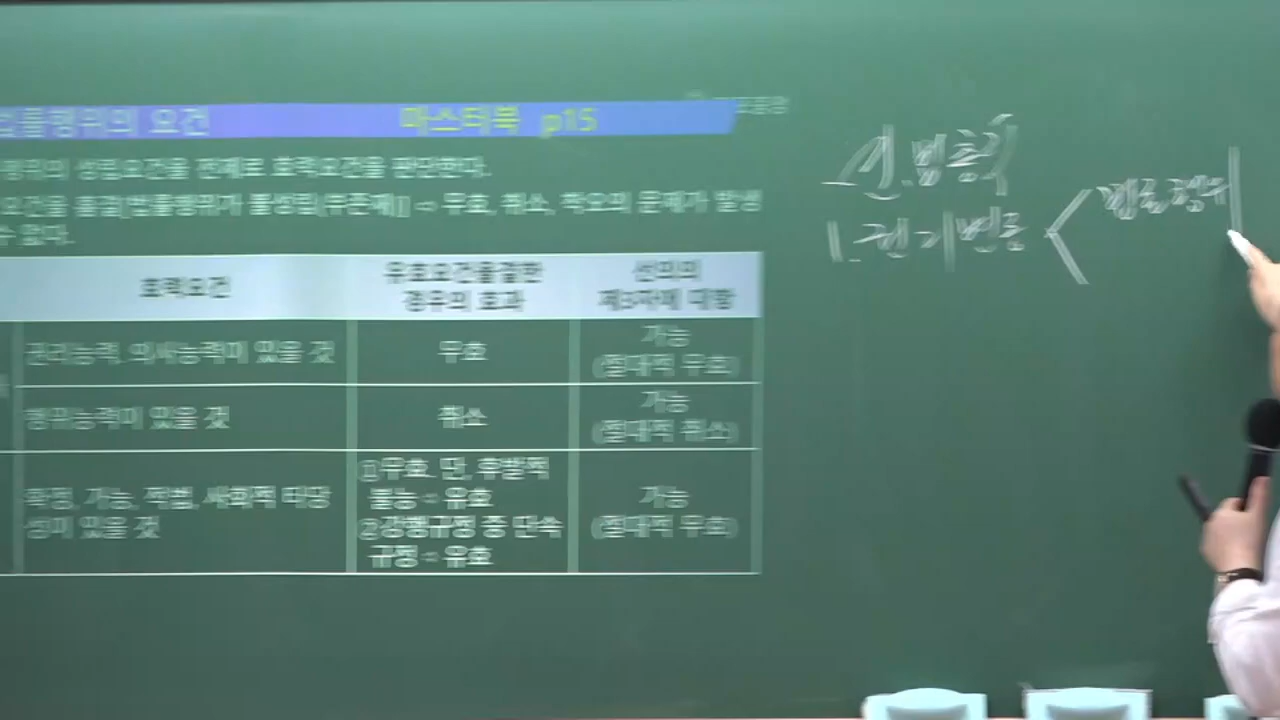 법률행위의 요건 마스터북 p15
행위의 성립요건을 전제로 효력요건을 판단한다.
요건을 흠결[법률행위가 불성립(부존재)] ⇨ 무효, 취소, 착오의 문제가 발생
수 없다.
효력요건 유효요건을결한 경우의 효과 선의의 제3자에 대항
권리능력, 의사능력이 있을 것 무효 가능 (절대적 무효)
행위능력이 있을 것 취소 가능 (절대적 취소)
확정, 가능, 적법, 사회적 타당성이 있을 것 ①무효, 단, 후발적 불능 = 유효 ②강행규정 중 단속규정 = 유효 가능 (절대적 무효)
민법총칙
1. 권리변동 < 법률행위